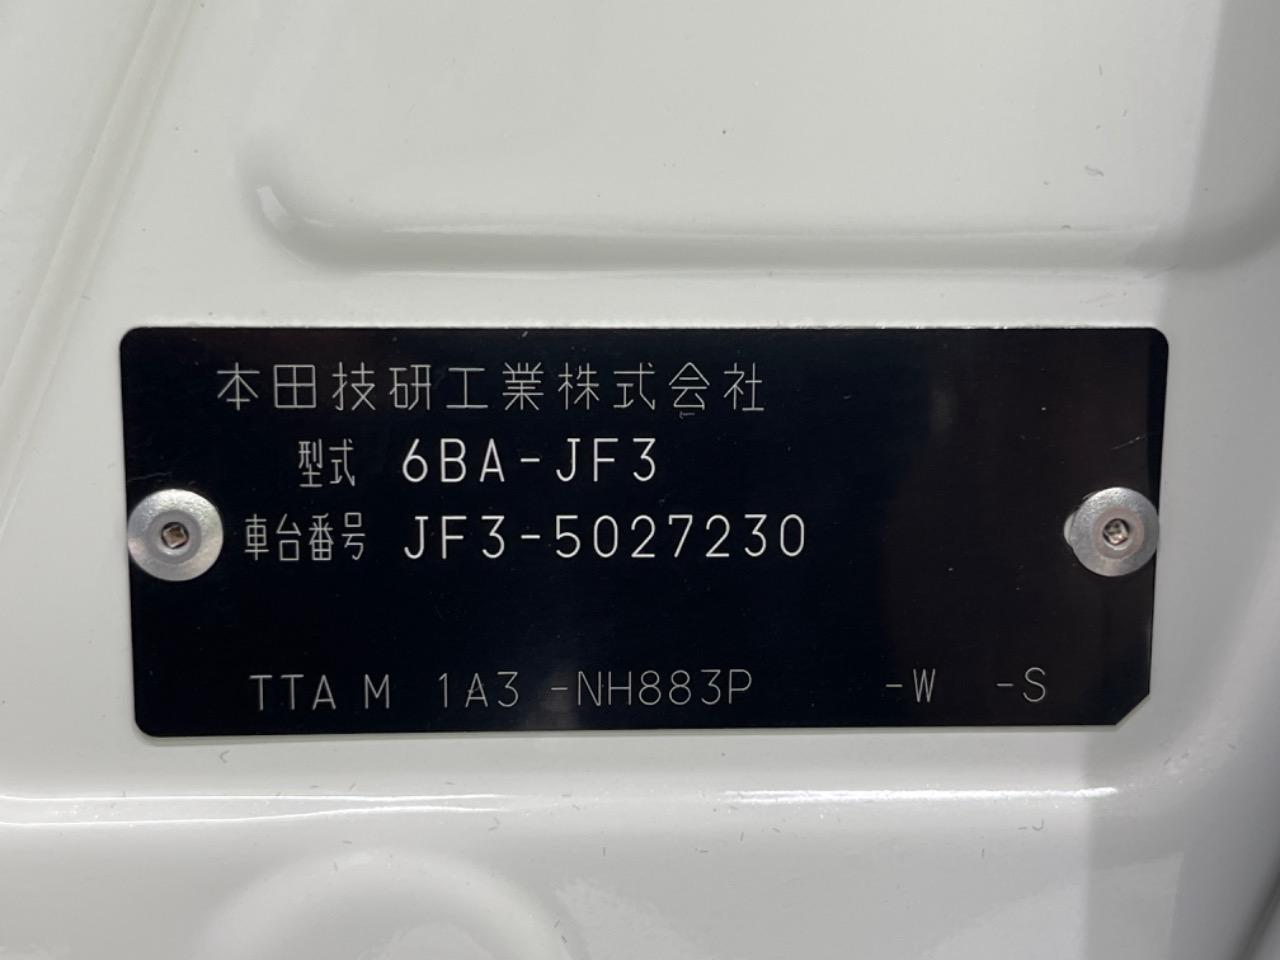 本田技研工業株式会社
型式 6BA-JF3
車台番号 JF3-5027230
TTA M 1A3 -NH883P -W -S